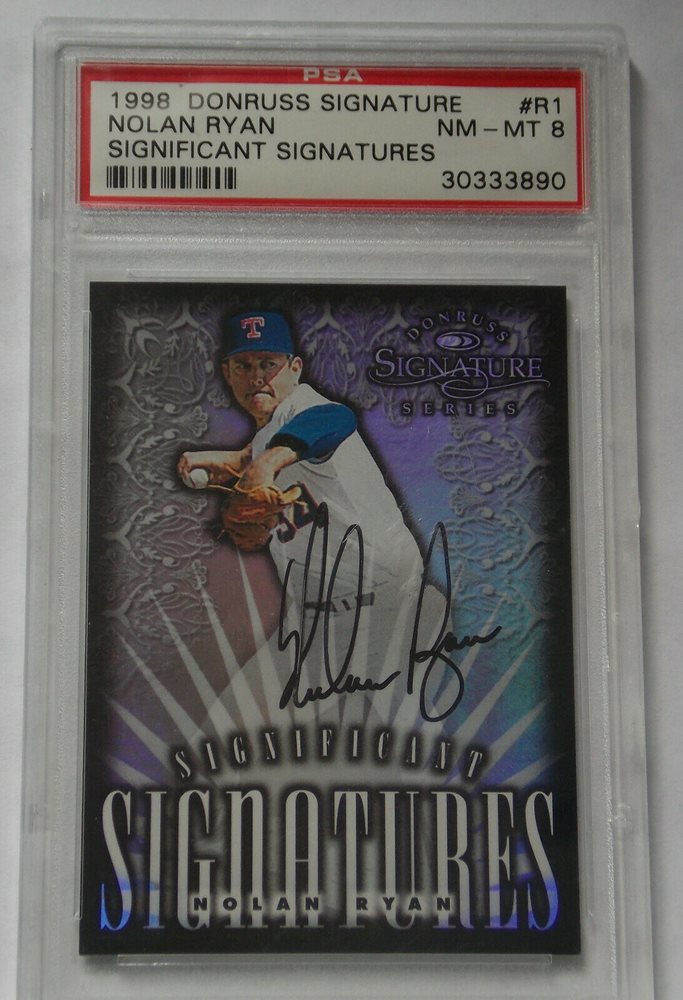 PSA
1998 DONRUSS SIGNATURE #R1
NOLAN RYAN NM-MT 8
SIGNIFICANT SIGNATURES
30333890
T
DONRUSS
SIGNATURE
SERIES
34
Nolan Ryan
SIGNIFICANT
SIGNATURES
NOLAN RYAN